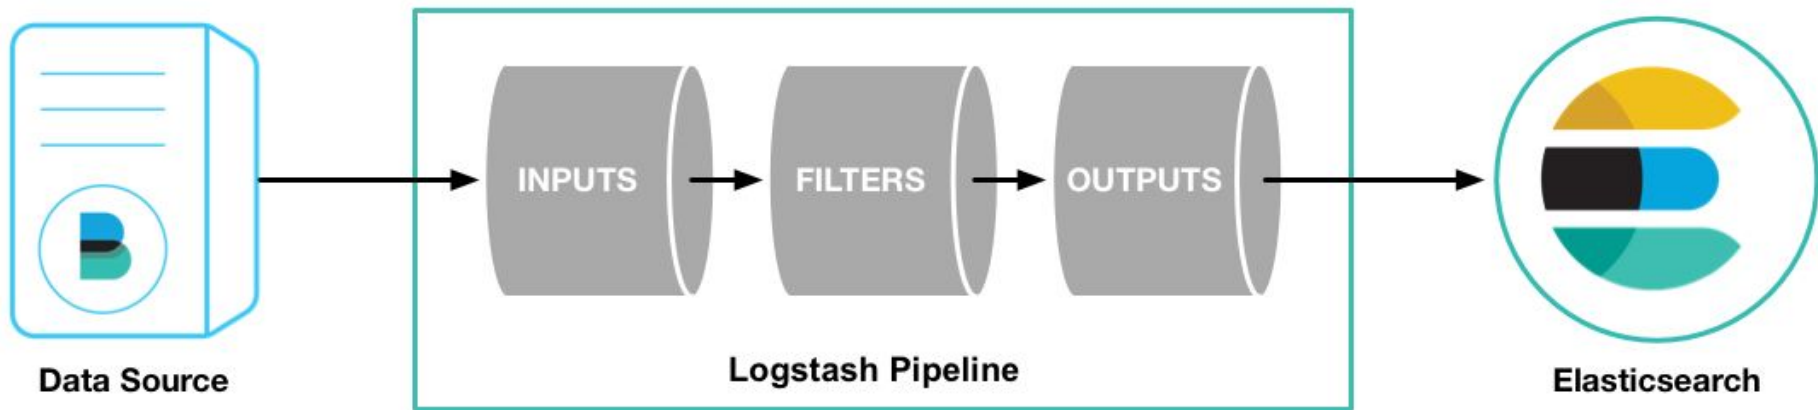 INPUTS
FILTERS
OUTPUTS
Data Source
Logstash Pipeline
Elasticsearch